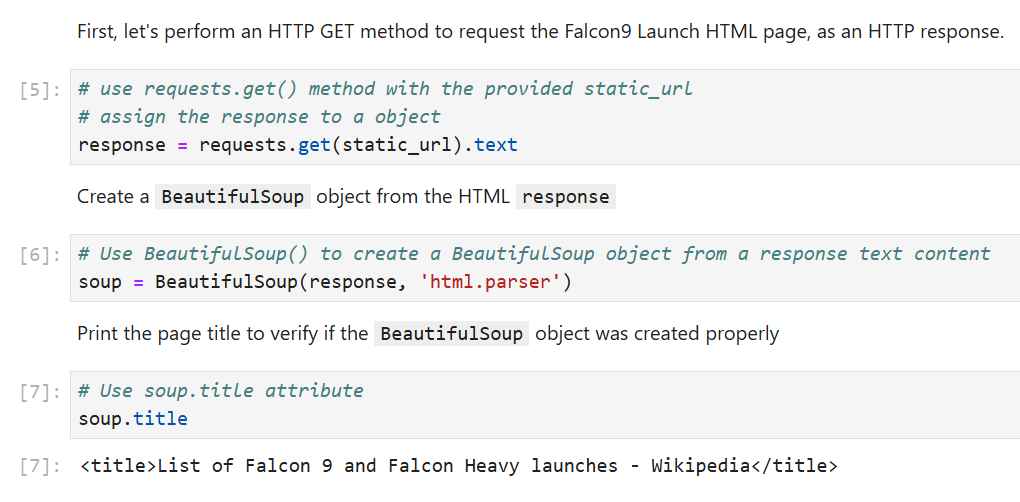 First, let's perform an HTTP GET method to request the Falcon9 Launch HTML page, as an HTTP response.
[5]: # use requests.get() method with the provided static_url
# assign the response to a object
response = requests.get(static_url).text
Create a BeautifulSoup object from the HTML response
[6]: # Use BeautifulSoup() to create a BeautifulSoup object from a response text content
soup = BeautifulSoup(response, 'html.parser')
Print the page title to verify if the BeautifulSoup object was created properly
[7]: # Use soup.title attribute
soup.title
[7]: <title>List of Falcon 9 and Falcon Heavy launches - Wikipedia</title>